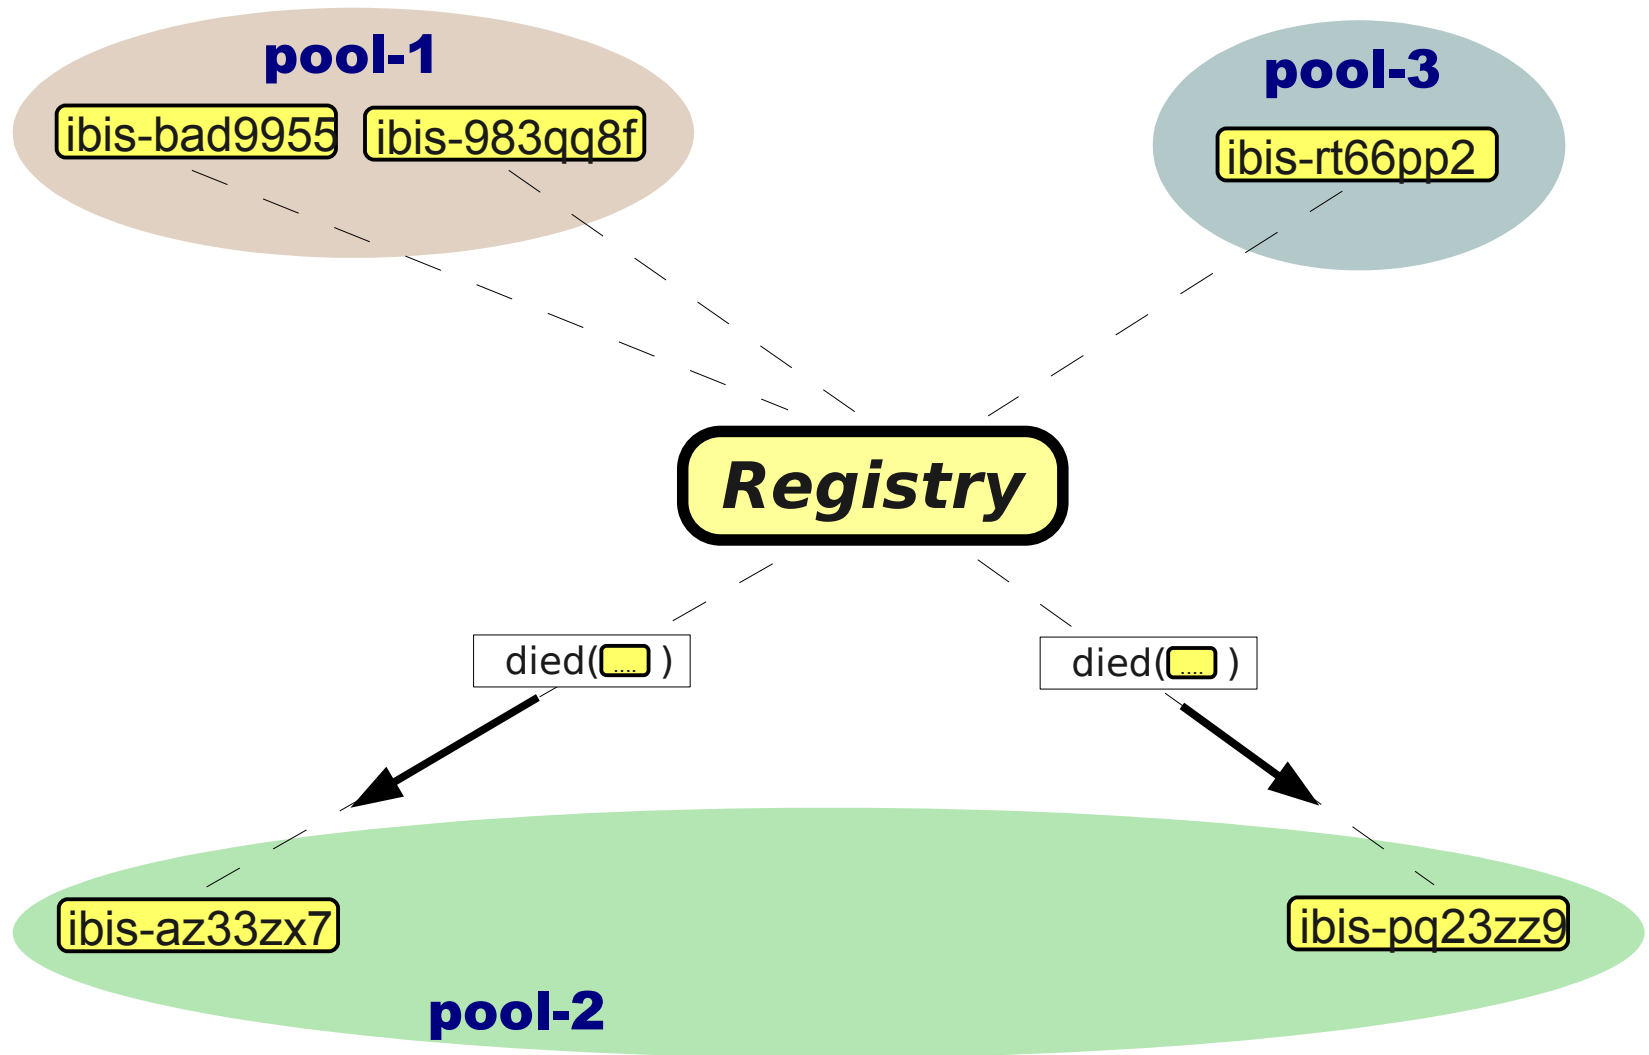 pool-1
pool-3
ibis-bad9955
ibis-983qq8f
ibis-rt66pp2
Registry
died(.... )
died(.... )
ibis-az33zx7
ibis-pq23zz9
pool-2